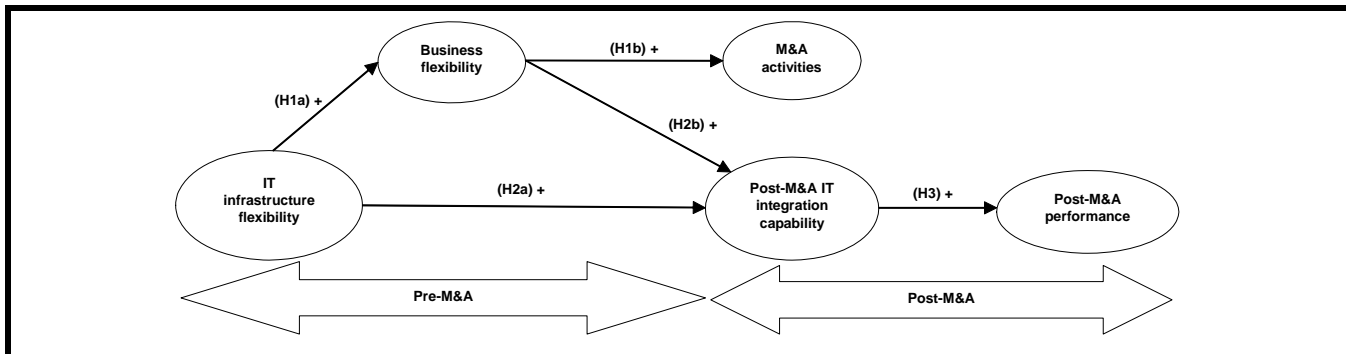 Business
flexibility
(H1b) +
M&A
activities
(H1a) +
(H2b) +
IT
infrastructure
flexibility
(H2a) +
Post-M&A IT
integration
capability
(H3) +
Post-M&A
performance
Pre-M&A
Post-M&A